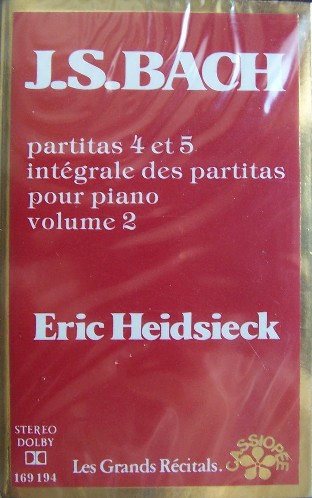 J.S.BACH
partitas 4 et 5
intégrale des partitas
pour piano
volume 2
Eric Heidsieck
STEREO
DOLBY
169 194
Les Grands Récitals.
CASSIOPÉE